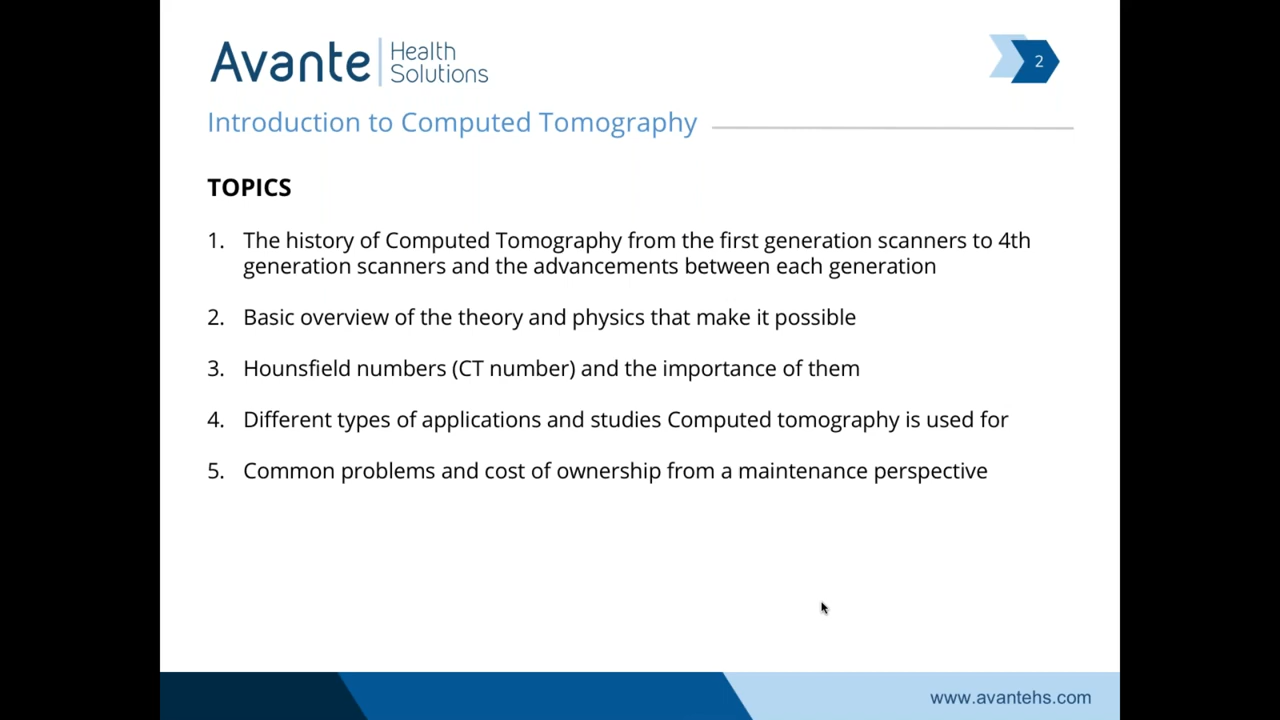 Avante
Health
Solutions
2
Introduction to Computed Tomography
TOPICS
1. The history of Computed Tomography from the first generation scanners to 4th
generation scanners and the advancements between each generation
2. Basic overview of the theory and physics that make it possible
3. Hounsfield numbers (CT number) and the importance of them
4. Different types of applications and studies Computed tomography is used for
5. Common problems and cost of ownership from a maintenance perspective
www.avantehs.com